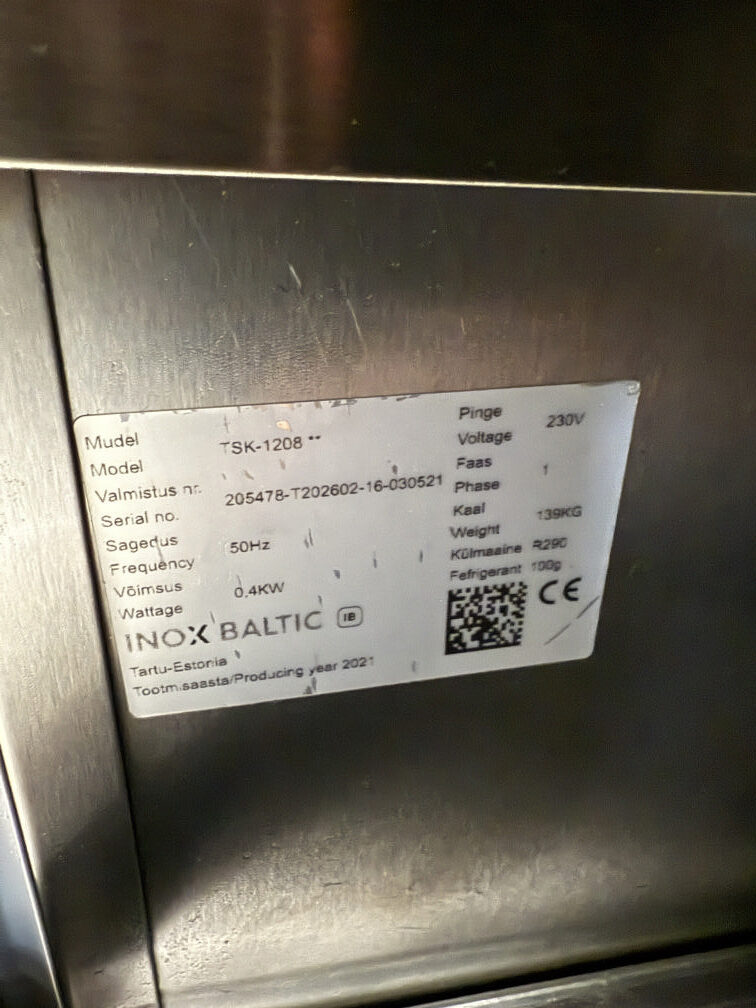 Mudel
Model
TSK-1208 **
Valmistus nr.
Serial no.
205478-T202602-16-030521
Sagedus
Frequency
50Hz
Võimsus
Wattage
0,4KW
INOX BALTIC IB
Tartu-Estonia
Tootmisaasta/Producing year 2021
Pinge
Voltage
230V
Faas
Phase
1
Kaal
Weight
139KG
Külmaaine R290
Fefrigerant 100g
CE